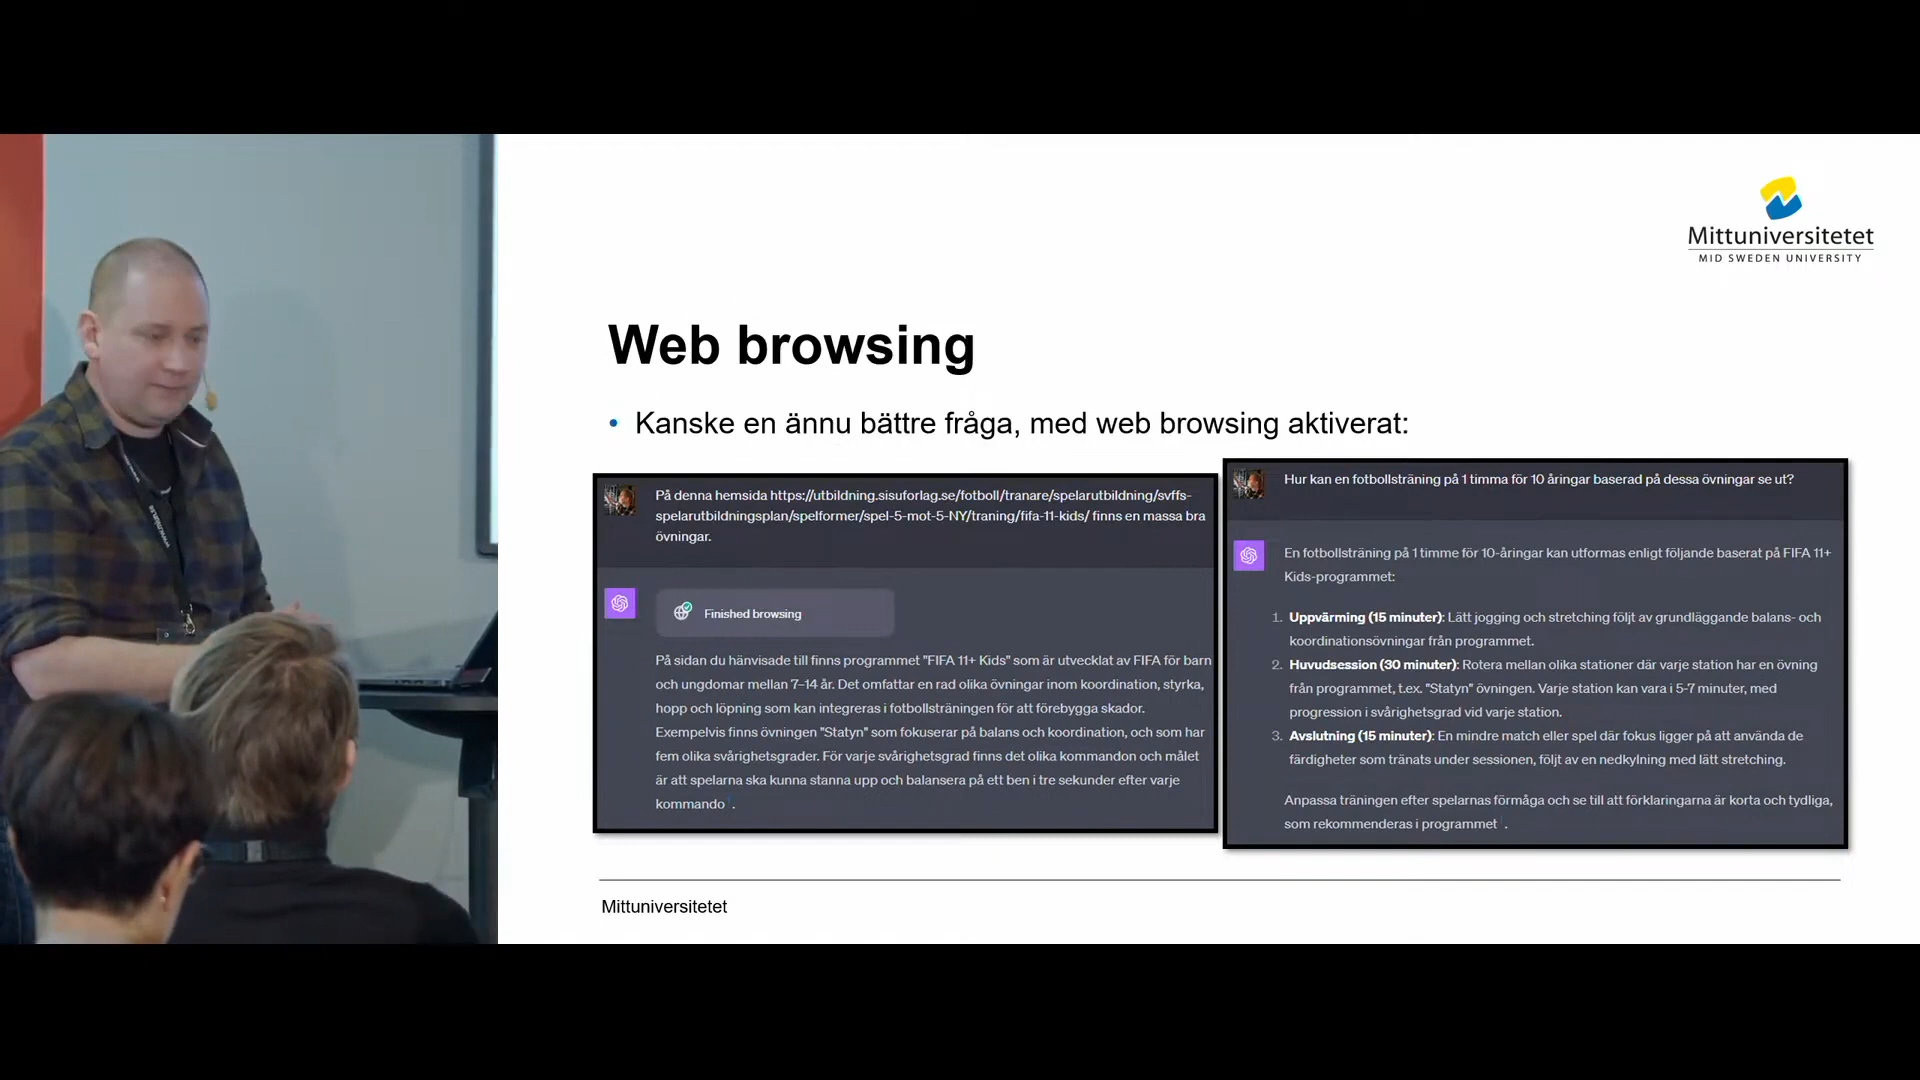 Mittuniversitetet
MID SWEDEN UNIVERSITY
Web browsing
• Kanske en ännu bättre fråga, med web browsing aktiverat:
På denna hemsida https://utbildning.sisuforlag.se/fotboll/tranare/spelarutbildning/svffs-
spelarutbildningsplan/spelformer/spel-5-mot-5-NY/traning/fifa-11-kids/ finns en massa bra
övningar.
Finished browsing
På sidan du hänvisade till finns programmet "FIFA 11+ Kids" som är utvecklat av FIFA för barn
och ungdomar mellan 7–14 år. Det omfattar en rad olika övningar inom koordination, styrka,
hopp och löpning som kan integreras i fotbollsträningen för att förebygga skador.
Exempelvis finns övningen "Statyn" som fokuserar på balans och koordination, och som har
fem olika svårighetsgrader. För varje svårighetsgrad finns det olika kommandon och målet
är att spelarna ska kunna stanna upp och balansera på ett ben i tre sekunder efter varje
kommando .
Hur kan en fotbollsträning på 1 timma för 10 åringar baserad på dessa övningar se ut?
En fotbollsträning på 1 timme för 10-åringar kan utformas enligt följande baserat på FIFA 11+
Kids-programmet:
1. Uppvärming (15 minuter): Lätt jogging och stretching följt av grundläggande balans- och
koordinationsövningar från programmet.
2. Huvudsession (30 minuter): Rotera mellan olika stationer där varje station har en övning
från programmet, t.ex. "Statyn" övningen. Varje station kan vara i 5-7 minuter, med
progression i svårighetsgrad vid varje station.
3. Avslutning (15 minuter): En mindre match eller spel där fokus ligger på att använda de
färdigheter som tränats under sessionen, följt av en nedkylning med lätt stretching.
Anpassa träningen efter spelarnas förmåga och se till att förklaringarna är korta och tydliga,
som rekommenderas i programmet .
Mittuniversitetet